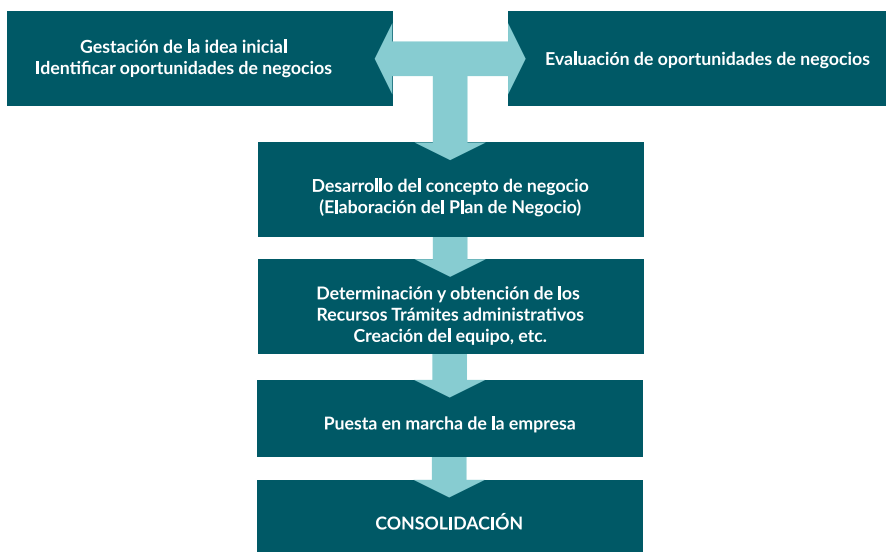 Gestación de la idea inicial
Identificar oportunidades de negocios
Evaluación de oportunidades de negocios
Desarrollo del concepto de negocio
(Elaboración del Plan de Negocio)
Determinación y obtención de los
Recursos Trámites administrativos
Creación del equipo, etc.
Puesta en marcha de la empresa
CONSOLIDACIÓN